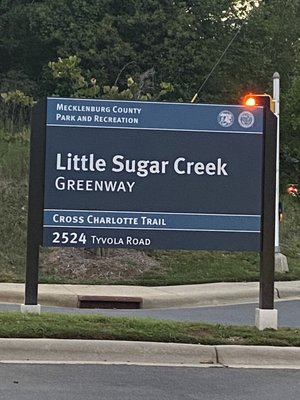 Mecklenburg County
Park and Recreation
Little Sugar Creek
Greenway
Cross Charlotte Trail
2524 Tyvola Road